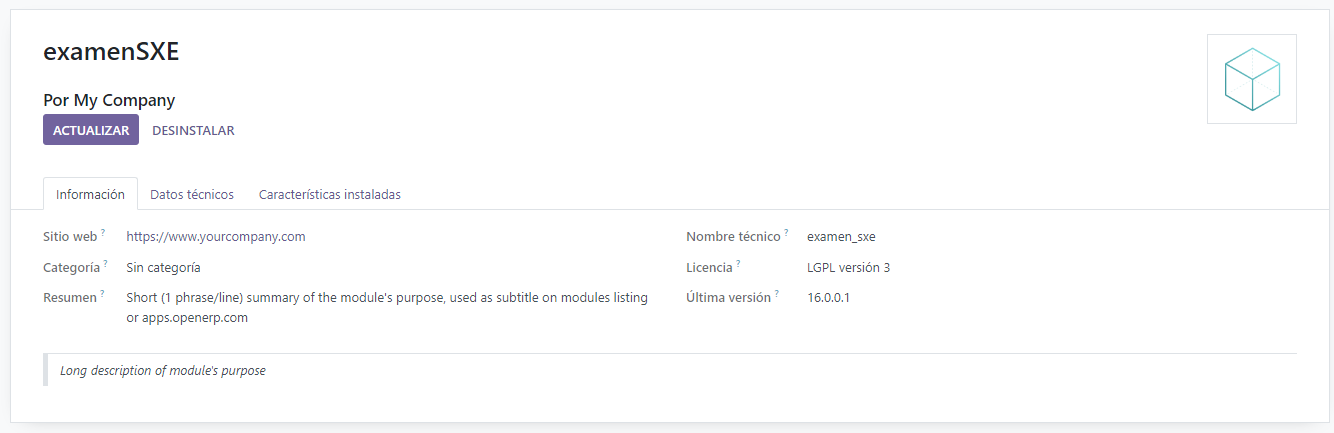 examenSXE
Por My Company
ACTUALIZAR DESINSTALAR
Información Datos técnicos Características instaladas
Sitio web ? https://www.yourcompany.com Nombre técnico ? examen_sxe
Categoría ? Sin categoría Licencia ? LGPL versión 3
Resumen ? Short (1 phrase/line) summary of the module's purpose, used as subtitle on modules listing Última versión ? 16.0.0.1
or apps.openerp.com
Long description of module's purpose